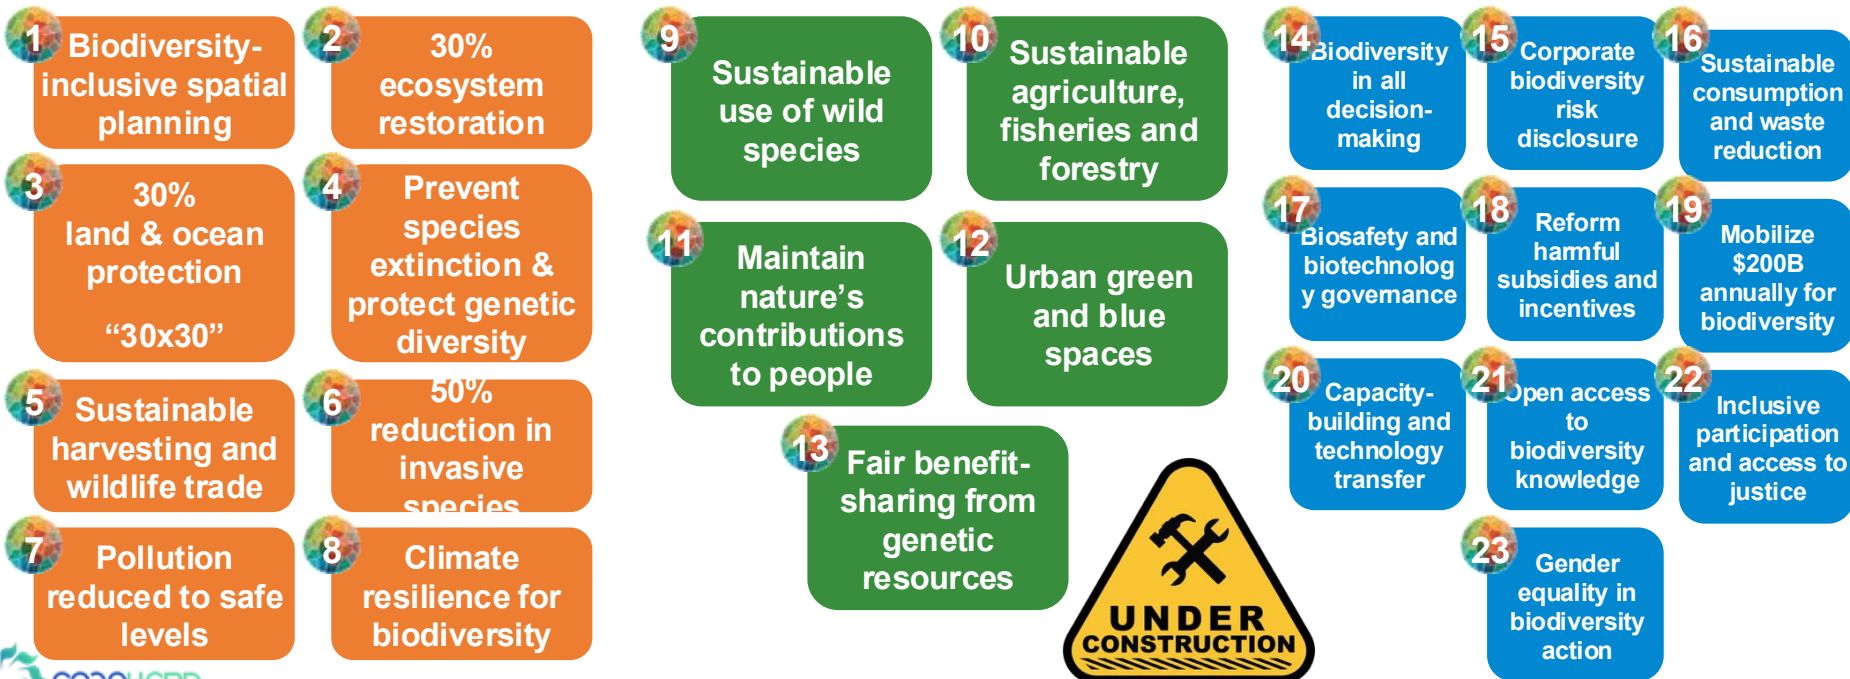 1
Biodiversity-
inclusive spatial
planning
2
30%
ecosystem
restoration
3
30%
land & ocean
protection
“30x30”
4
Prevent
species
extinction &
protect genetic
diversity
5
Sustainable
harvesting and
wildlife trade
6
50%
reduction in
invasive
species
7
Pollution
reduced to safe
levels
8
Climate
resilience for
biodiversity
9
Sustainable
use of wild
species
10
Sustainable
agriculture,
fisheries and
forestry
11
Maintain
nature’s
contributions
to people
12
Urban green
and blue
spaces
13
Fair benefit-
sharing from
genetic
resources
UNDER
CONSTRUCTION
14
Biodiversity
in all
decision-
making
15
Corporate
biodiversity
risk
disclosure
16
Sustainable
consumption
and waste
reduction
17
Biosafety and
biotechnolog
y governance
18
Reform
harmful
subsidies and
incentives
19
Mobilize
$200B
annually for
biodiversity
20
Capacity-
building and
technology
transfer
21
Open access
to
biodiversity
knowledge
22
Inclusive
participation
and access to
justice
23
Gender
equality in
biodiversity
action